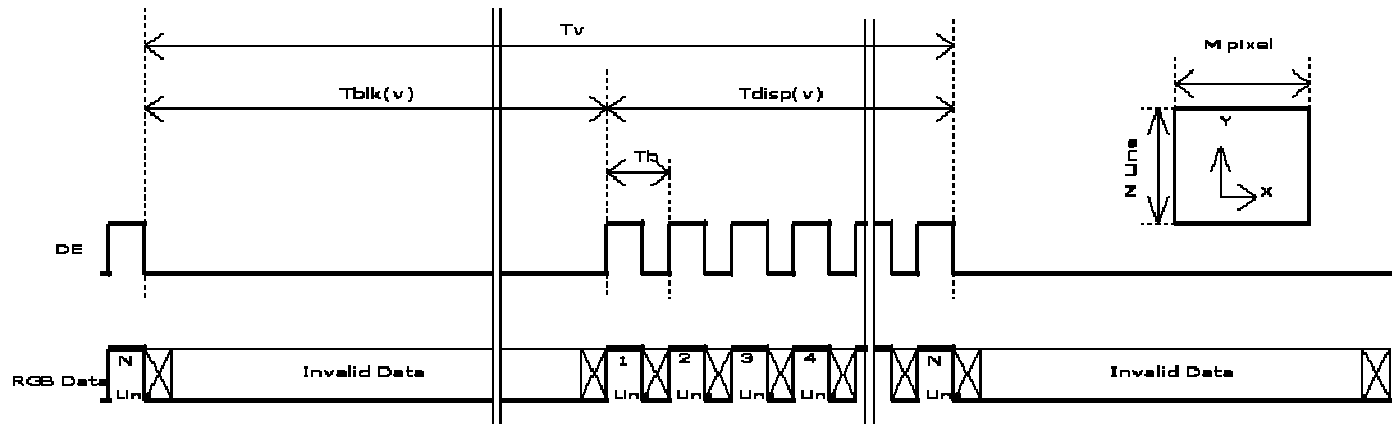 Tv
M pixel
Tblk(v)
Tdisp(v)
Y
Th
N Line
X
DE
N
1
2
3
4
N
RGB Data
Invalid Data
Invalid Data
Lin
Lin
Lin
Lin
Lin
Lin